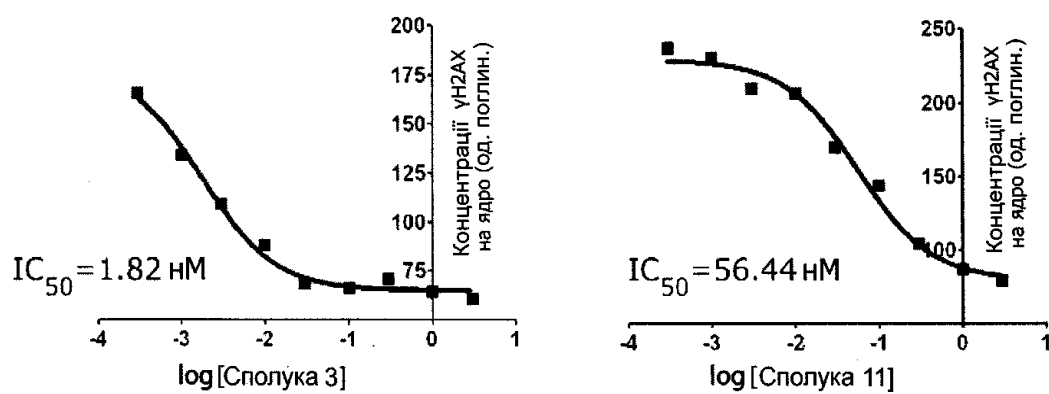 200
175
150
125
100
75
Концентрації γH2AX
на ядро (од. поглин.)
IC50=1.82 нМ
-4 -3 -2 -1 0 1
log[Сполука 3]
250
200
150
100
Концентрації γH2AX
на ядро (од. поглин.)
IC50=56.44 нМ
-4 -3 -2 -1 0 1
log[Сполука 11]